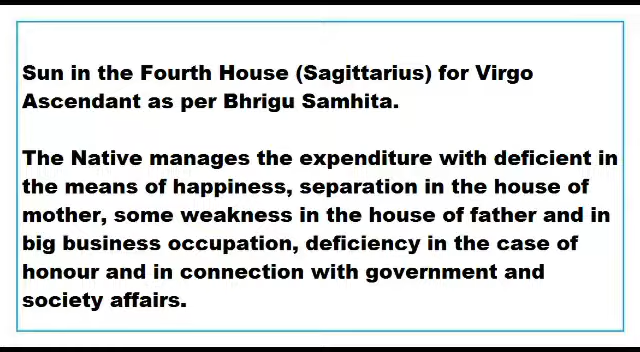 Sun in the Fourth House (Sagittarius) for Virgo
Ascendant as per Bhrigu Samhita.
The Native manages the expenditure with deficient in
the means of happiness, separation in the house of
mother, some weakness in the house of father and in
big business occupation, deficiency in the case of
honour and in connection with government and
society affairs.